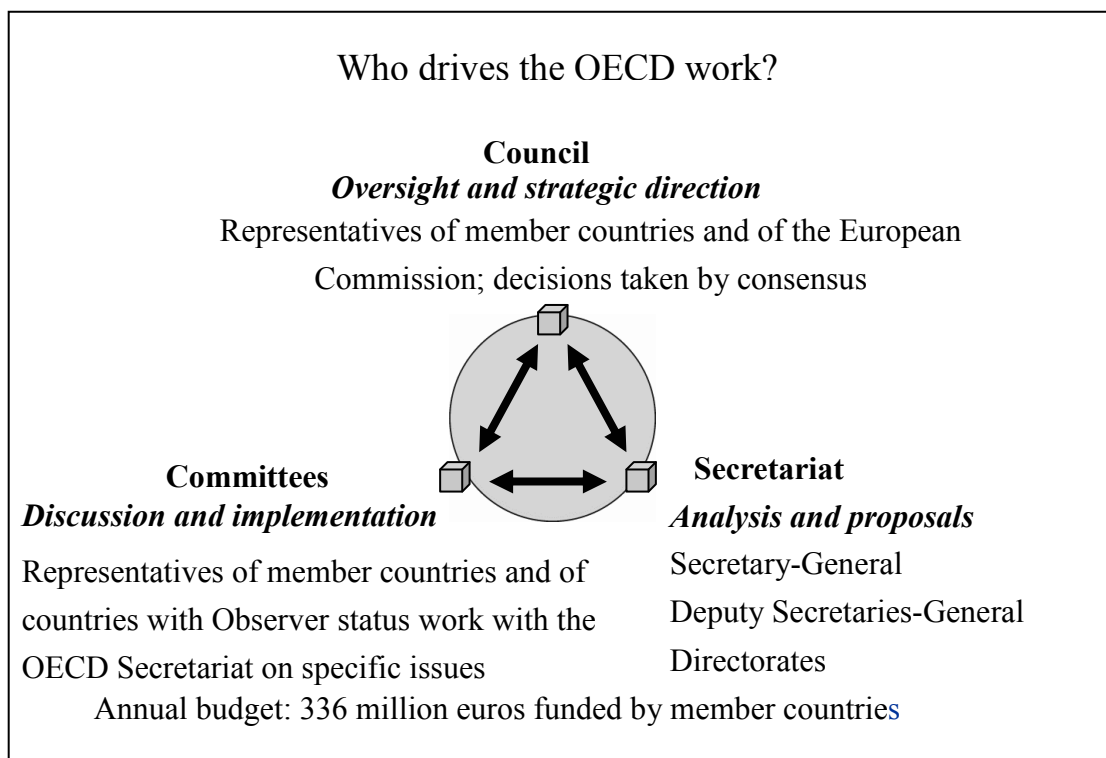 Who drives the OECD work?
Council
Oversight and strategic direction
Representatives of member countries and of the European
Commission; decisions taken by consensus
Committees
Discussion and implementation
Representatives of member countries and of
countries with Observer status work with the
OECD Secretariat on specific issues
Secretariat
Analysis and proposals
Secretary-General
Deputy Secretaries-General
Directorates
Annual budget: 336 million euros funded by member countries